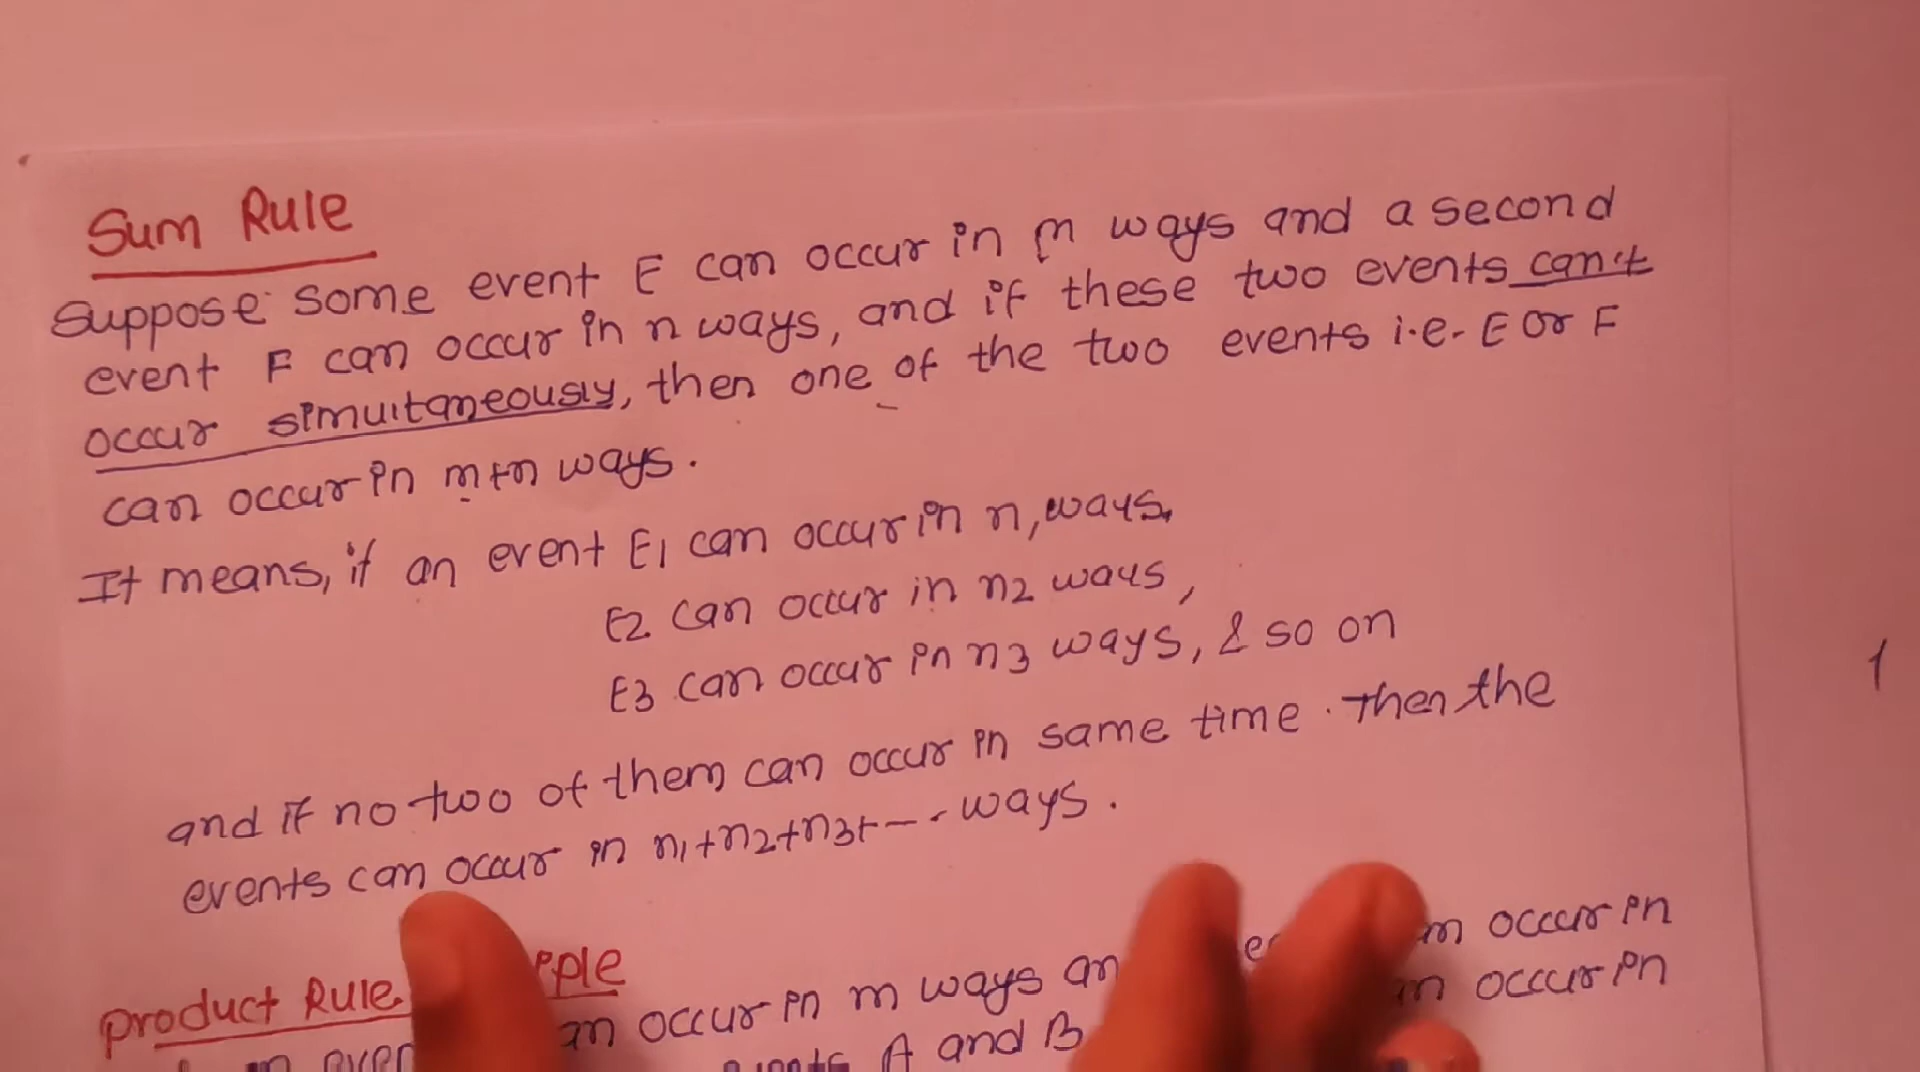 Sum Rule
Suppose some event E can occur in m ways and a second
event F can occur in n ways, and if these two events can't
occur simultaneously, then one of the two events i.e. E or F
can occur in m+n ways.
It means, if an event E1 can occur in n1 ways,
E2 can occur in n2 ways,
E3 can occur in n3 ways, & so on
and if no two of them can occur in same time. Then the
events can occur in n1+n2+n3+--- ways.
Product Rule
occur in m ways occur in
A and B occur in
1